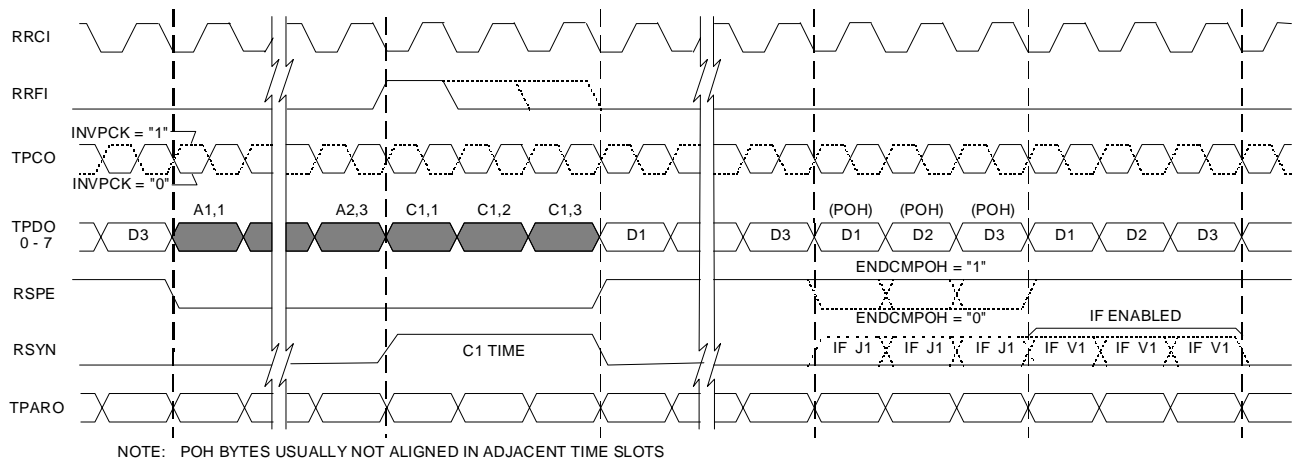 RRCI
RRFI
INVPCK = "1"
TPCO
INVPCK = "0"
A1,1 A2,3 C1,1 C1,2 C1,3 (POH) (POH) (POH)
TPDO
0 - 7
D3 D1 D3 D1 D2 D3 D1 D2 D3
ENDCMPOH = "1"
RSPE
ENDCMPOH = "0" IF ENABLED
RSYN C1 TIME IF J1 IF J1 IF J1 IF V1 IF V1 IF V1
TPARO
NOTE: POH BYTES USUALLY NOT ALIGNED IN ADJACENT TIME SLOTS